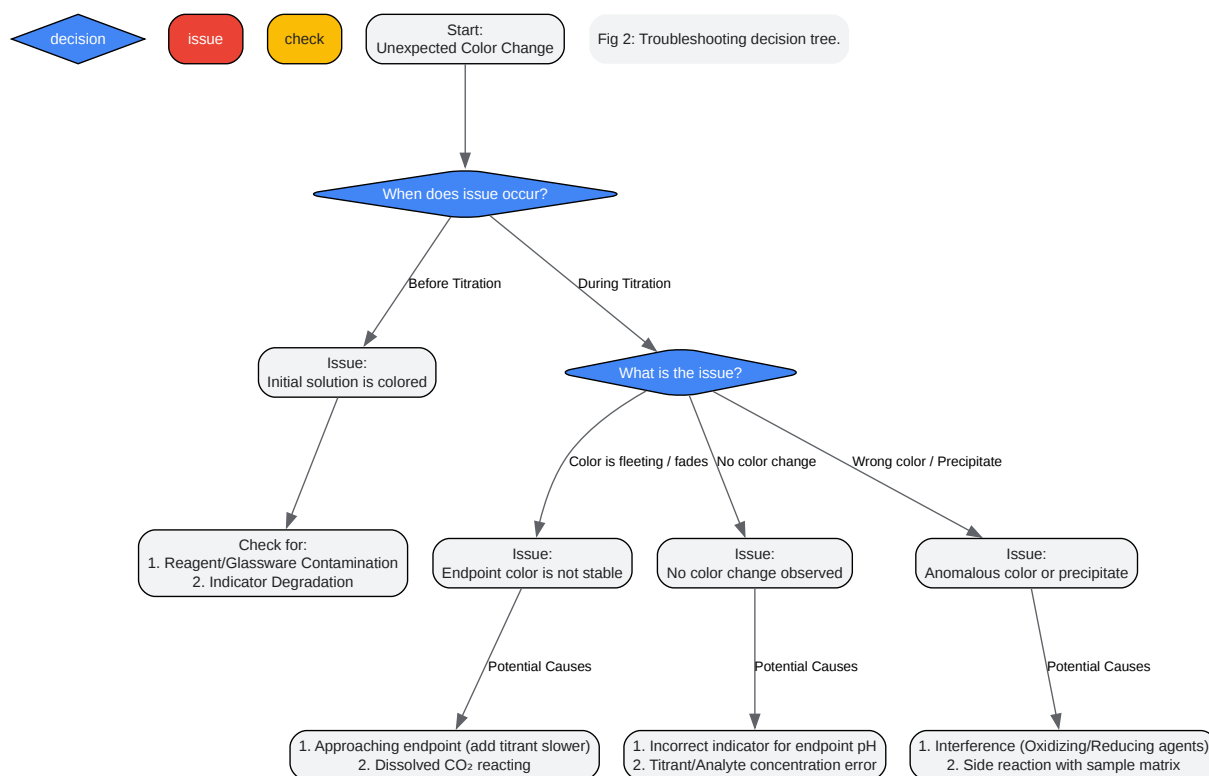 decision
issue
check
Start:
Unexpected Color Change
Fig 2: Troubleshooting decision tree.
When does issue occur?
Before Titration
During Titration
Issue:
Initial solution is colored
What is the issue?
Color is fleeting / fades
No color change
Wrong color / Precipitate
Check for:
1. Reagent/Glassware Contamination
2. Indicator Degradation
Issue:
Endpoint color is not stable
Issue:
No color change observed
Issue:
Anomalous color or precipitate
Potential Causes
Potential Causes
Potential Causes
1. Approaching endpoint (add titrant slower)
2. Dissolved CO₂ reacting
1. Incorrect indicator for endpoint pH
2. Titrant/Analyte concentration error
1. Interference (Oxidizing/Reducing agents)
2. Side reaction with sample matrix